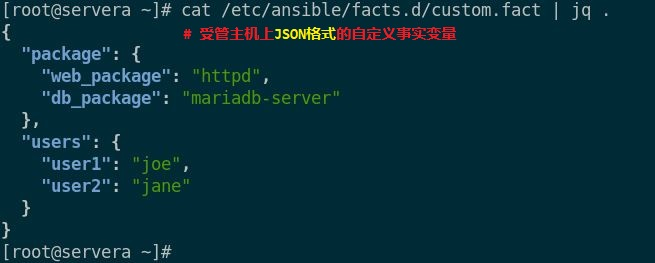 [root@servera ~]# cat /etc/ansible/facts.d/custom.fact | jq .
{
# 受管主机上JSON格式的自定义事实变量
"package": {
"web_package": "httpd",
"db_package": "mariadb-server"
},
"users": {
"user1": "joe",
"user2": "jane"
}
}
[root@servera ~]#